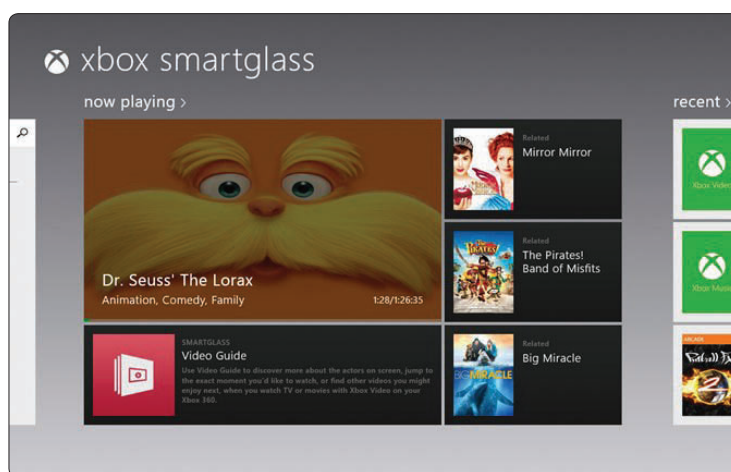 xbox smartglass
now playing >
recent >
Dr. Seuss' The Lorax
Animation, Comedy, Family
1:28/1:26:35
SMARTGLASS
Video Guide
Use Video Guide to discover more about the actors on screen, jump to
the exact moment you'd like to watch, or find other videos you might
enjoy next, when you watch TV or movies with Xbox Video on your
Xbox 360.
Related
Mirror Mirror
Related
The Pirates!
Band of Misfits
PIRATES!
Related
Big Miracle
BIG MIRACLE
Xbox Video
Xbox Music
ARCADE